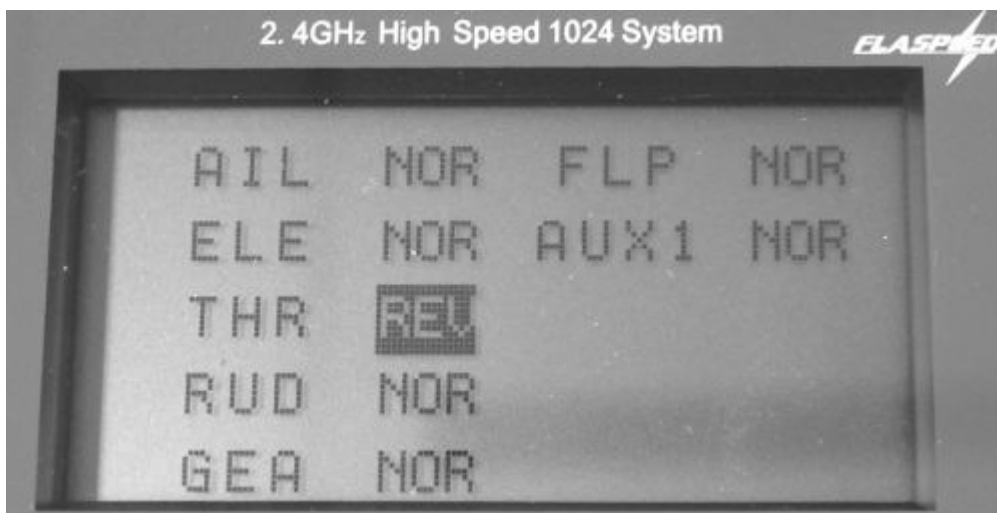 2. 4GHz High Speed 1024 System
FLASPEED
AIL NOR FLP NOR
ELE NOR AUX1 NOR
THR REV
RUD NOR
GEA NOR